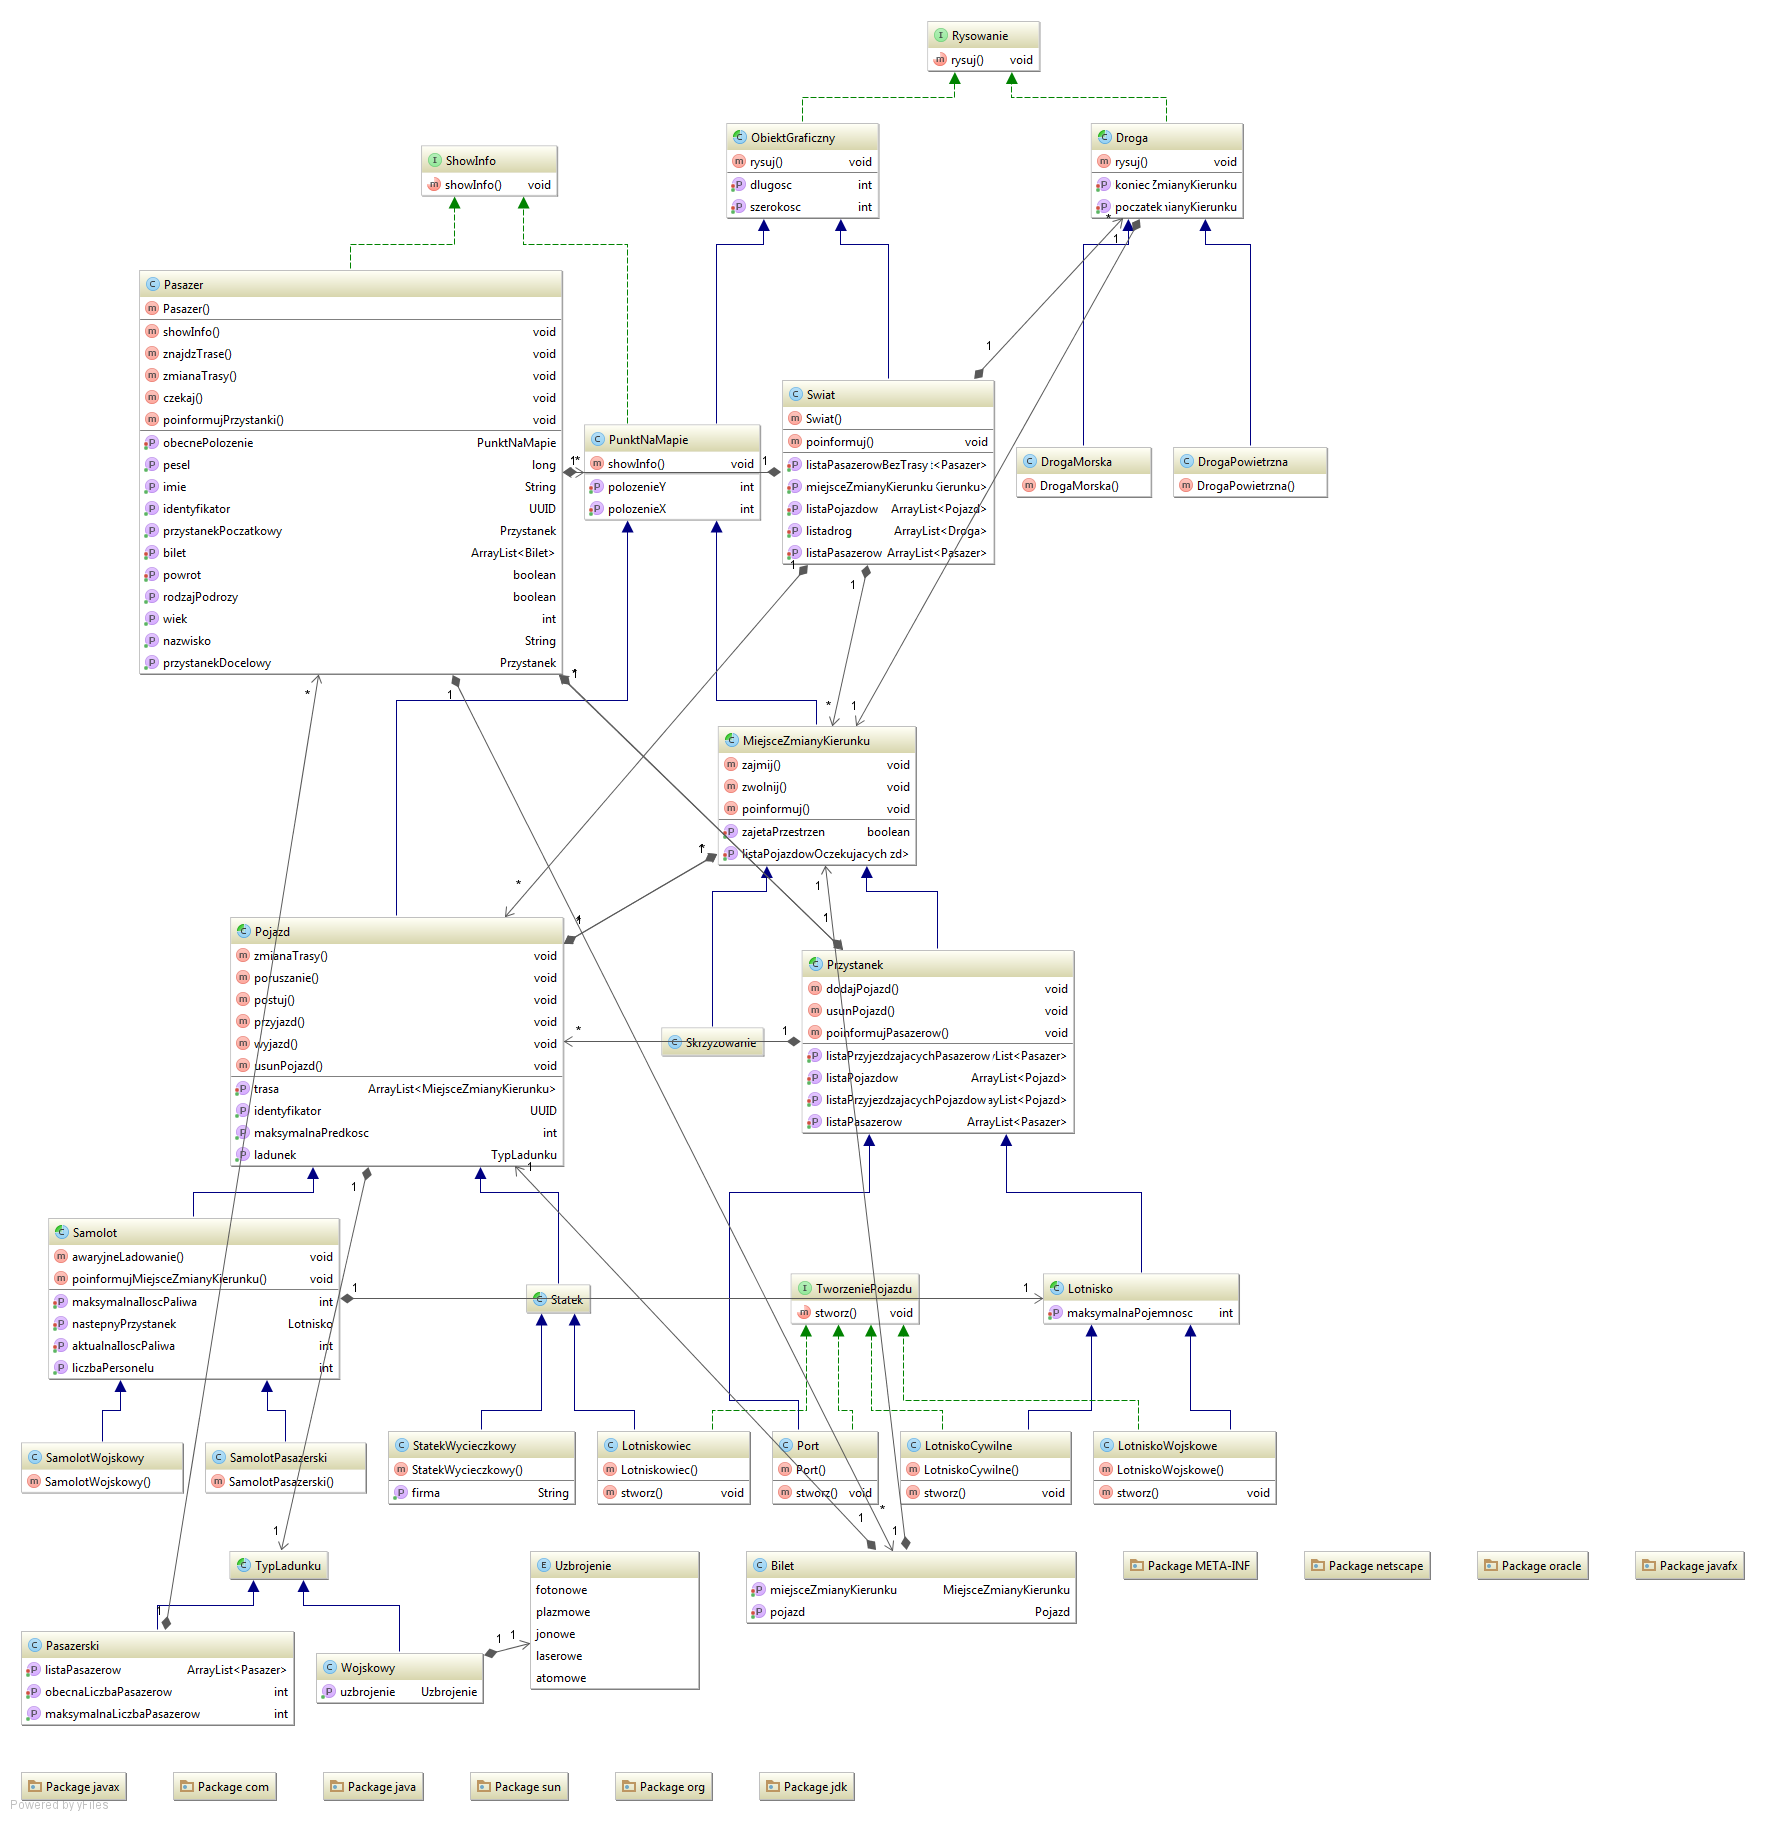 Rysowanie
rysuj() void
ObiektGraficzny
rysuj() void
dlugosc int
szerokosc int
Droga
rysuj() void
koniec ZmianyKierunku
poczatek nianyKierunku
ShowInfo
showInfo() void
Pasazer
Pasazer()
showInfo() void
znajdzTrase() void
zmianaTrasy() void
czekaj() void
poinformujPrzystanki() void
obecnePolozenie PunktNaMapie
pesel long
imie String
identyfikator UUID
przystanekPoczatkowy Przystanek
bilet ArrayList<Bilet>
powrot boolean
rodzajPodrozy boolean
wiek int
nazwisko String
przystanekDocelowy Przystanek
PunktNaMapie
showInfo() void
polozenieY int
polozenieX int
Swiat
Swiat()
poinformuj() void
listaPasazerowBezTrasy :<Pasazer>
miejsceZmianyKierunku Kierunku>
listaPojazdow ArrayList<Pojazd>
listadrog ArrayList<Droga>
listaPasazerow ArrayList<Pasazer>
DrogaMorska
DrogaMorska()
DrogaPowietrzna
DrogaPowietrzna()
MiejsceZmianyKierunku
zajmij() void
zwolnij() void
poinformuj() void
zajetaPrzestrzen boolean
listaPojazdowOczekujacych zd>
Pojazd
zmianaTrasy() void
poruszanie() void
postuj() void
przyjazd() void
wyjazd() void
usunPojazd() void
trasa ArrayList<MiejsceZmianyKierunku>
identyfikator UUID
maksymalnaPredkosc int
ladunek TypLadunku
Skrzyzowanie
Przystanek
dodajPojazd() void
usunPojazd() void
poinformujPasazerow() void
listaPrzyjezdzajacychPasazerow List<Pasazer>
listaPojazdow ArrayList<Pojazd>
listaPrzyjezdzajacychPojazdow ayList<Pojazd>
listaPasazerow ArrayList<Pasazer>
Samolot
awaryjneLadowanie() void
poinformujMiejsceZmianyKierunku() void
maksymalnaIloscPaliwa int
nastepnyPrzystanek Lotnisko
aktualnaIloscPaliwa int
liczbaPersonelu int
Statek
TworzeniePojazdu
stworz() void
Lotnisko
maksymalnaPojemnosc int
SamolotWojskowy
SamolotWojskowy()
SamolotPasazerski
SamolotPasazerski()
StatekWycieczkowy
StatekWycieczkowy()
firma String
Lotniskowiec
Lotniskowiec()
stworz() void
Port
Port()
stworz() void
LotniskoCywilne
LotniskoCywilne()
stworz() void
LotniskoWojskowe
LotniskoWojskowe()
stworz() void
TypLadunku
Uzbrojenie
fotonowe
plazmowe
jonowe
laserowe
atomowe
Bilet
miejsceZmianyKierunku MiejsceZmianyKierunku
pojazd Pojazd
Package META-INF
Package netscape
Package oracle
Package javafx
Pasazerski
listaPasazerow ArrayList<Pasazer>
obecnaLiczbaPasazerow int
maksymalnaLiczbaPasazerow int
Wojskowy
uzbrojenie Uzbrojenie
Package javax
Package com
Package java
Package sun
Package org
Package jdk
Powered by yFiles